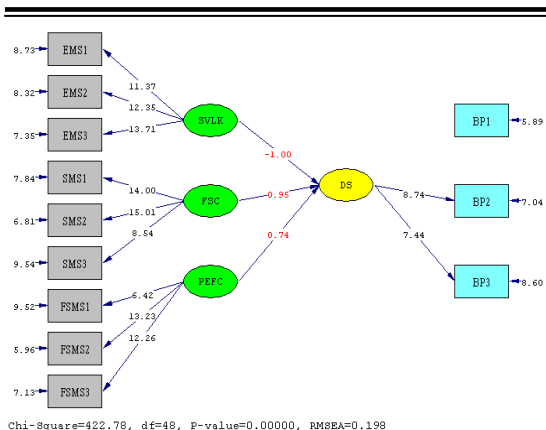 8.73 EMS1
11.37
8.32 EMS2
12.35
SVLK
7.35 EMS3
13.71
BP1 5.89
-1.00
7.84 SMS1
14.00
DS
FSC
0.95
8.74
BP2 7.04
6.81 SMS2
15.01
7.44
8.54
9.54 SMS3
0.74
PEFC
BP3 8.60
9.52 FSMS1
6.42
13.23
5.96 FSMS2
12.26
7.13 FSMS3
Chi-Square=422.78, df=48, P-value=0.00000, RMSEA=0.198